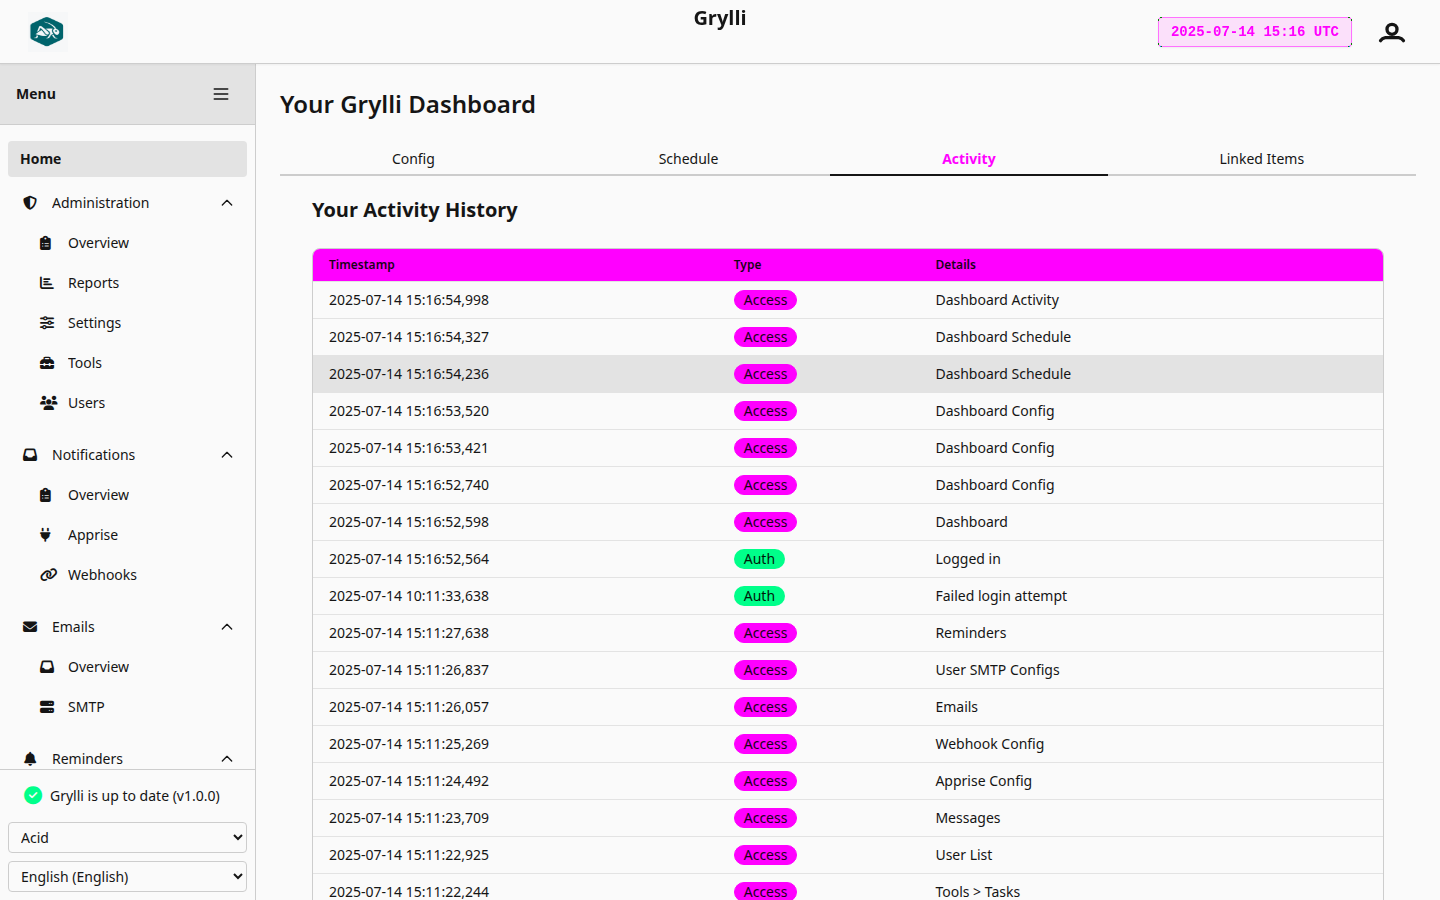 Grylli
2025-07-14 15:16 UTC
Menu
Home
Administration
Overview
Reports
Settings
Tools
Users
Notifications
Overview
Apprise
Webhooks
Emails
Overview
SMTP
Reminders
Grylli is up to date (v1.0.0)
Acid
English (English)
Your Grylli Dashboard
Config Schedule Activity Linked Items
Your Activity History
Timestamp Type Details
2025-07-14 15:16:54,998 Access Dashboard Activity
2025-07-14 15:16:54,327 Access Dashboard Schedule
2025-07-14 15:16:54,236 Access Dashboard Schedule
2025-07-14 15:16:53,520 Access Dashboard Config
2025-07-14 15:16:53,421 Access Dashboard Config
2025-07-14 15:16:52,740 Access Dashboard Config
2025-07-14 15:16:52,598 Access Dashboard
2025-07-14 15:16:52,564 Auth Logged in
2025-07-14 10:11:33,638 Auth Failed login attempt
2025-07-14 15:11:27,638 Access Reminders
2025-07-14 15:11:26,837 Access User SMTP Configs
2025-07-14 15:11:26,057 Access Emails
2025-07-14 15:11:25,269 Access Webhook Config
2025-07-14 15:11:24,492 Access Apprise Config
2025-07-14 15:11:23,709 Access Messages
2025-07-14 15:11:22,925 Access User List
2025-07-14 15:11:22,244 Access Tools > Tasks